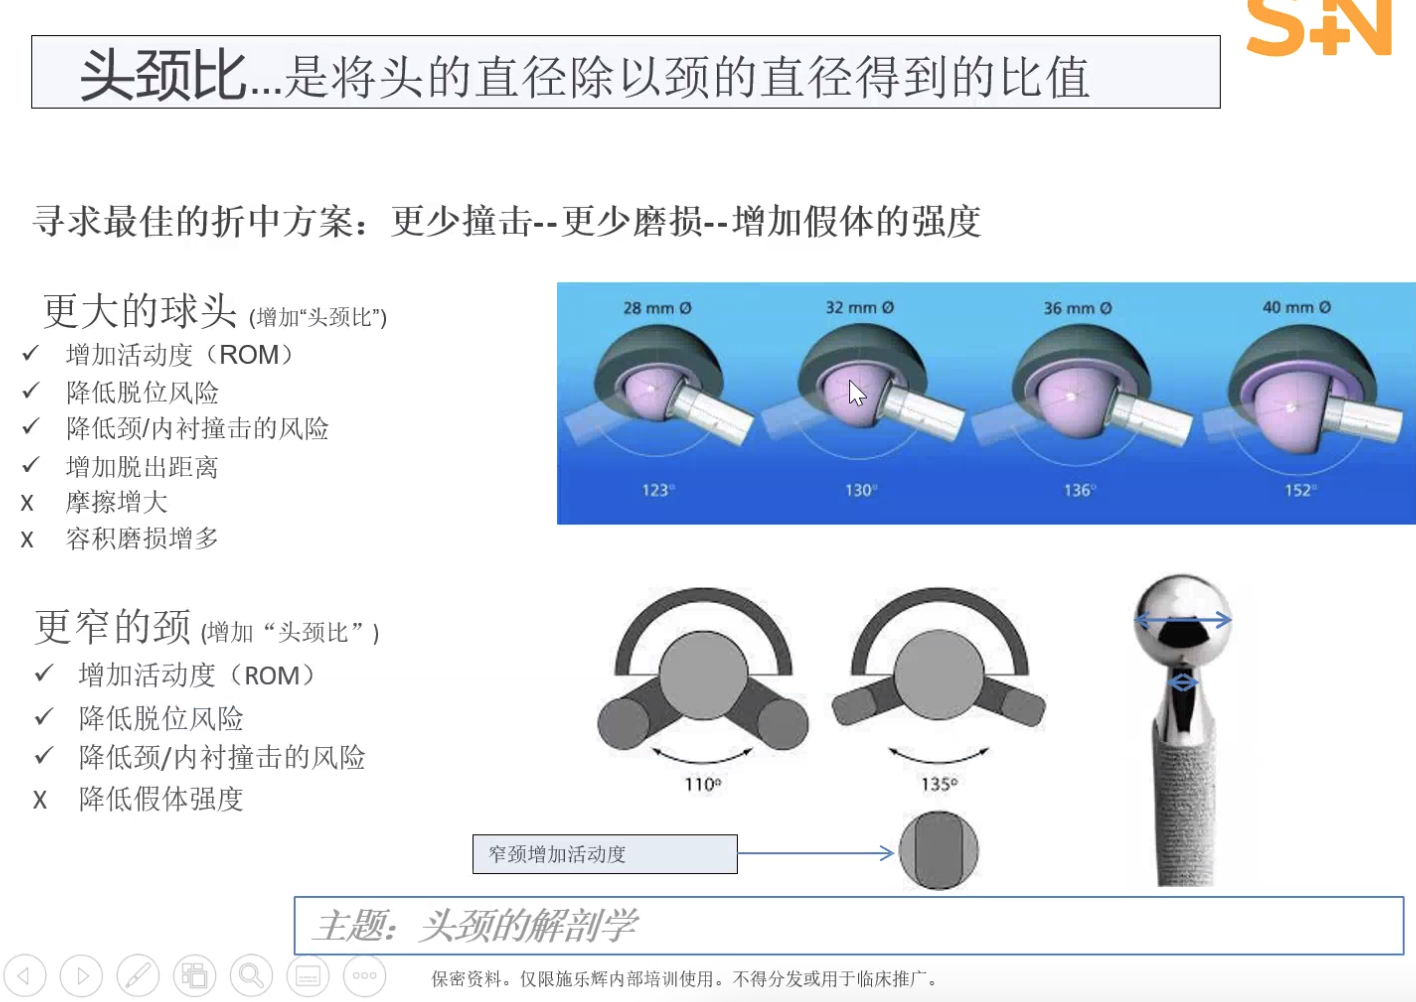 S+N
头颈比...是将头的直径除以颈的直径得到的比值
寻求最佳的折中方案：更少撞击--更少磨损--增加假体的强度
更大的球头 (增加“头颈比”)
✓ 增加活动度（ROM）
✓ 降低脱位风险
✓ 降低颈/内衬撞击的风险
✓ 增加脱出距离
X 摩擦增大
X 容积磨损增多
28 mm Ø
32 mm Ø
36 mm Ø
40 mm Ø
123°
130°
136°
152°
更窄的颈 (增加“头颈比”)
✓ 增加活动度（ROM）
✓ 降低脱位风险
✓ 降低颈/内衬撞击的风险
X 降低假体强度
110º
135º
窄颈增加活动度
主题：头颈的解剖学
保密资料。仅限施乐辉内部培训使用。不得分发或用于临床推广。